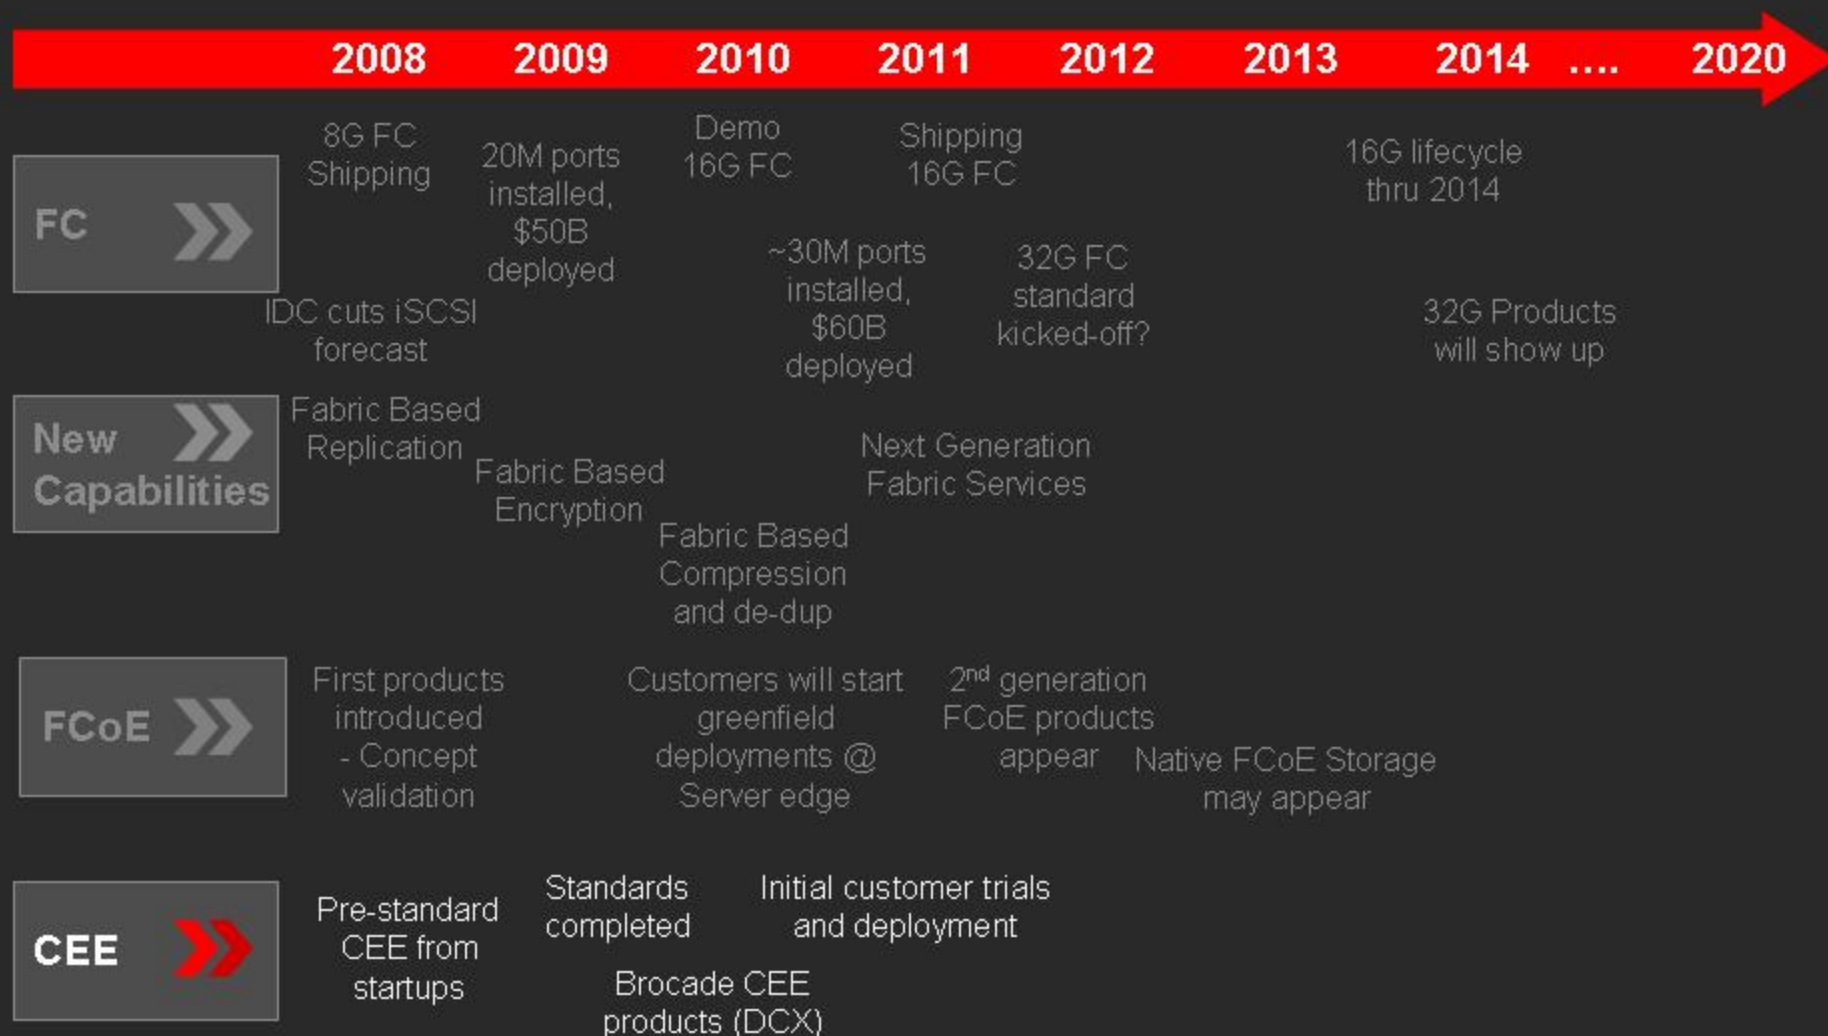 2008 2009 2010 2011 2012 2013 2014 .... 2020
FC
8G FC
Shipping
20M ports
installed,
$50B
deployed
Demo
16G FC
Shipping
16G FC
16G lifecycle
thru 2014
IDC cuts iSCSI
forecast
~30M ports
installed,
$60B
deployed
32G FC
standard
kicked-off?
32G Products
will show up
New
Capabilities
Fabric Based
Replication
Fabric Based
Encryption
Fabric Based
Compression
and de-dup
Next Generation
Fabric Services
FCoE
First products
introduced
- Concept
validation
Customers will start
greenfield
deployments @
Server edge
2nd generation
FCoE products
appear
Native FCoE Storage
may appear
CEE
Pre-standard
CEE from
startups
Standards
completed
Brocade CEE
products (DCX)
Initial customer trials
and deployment